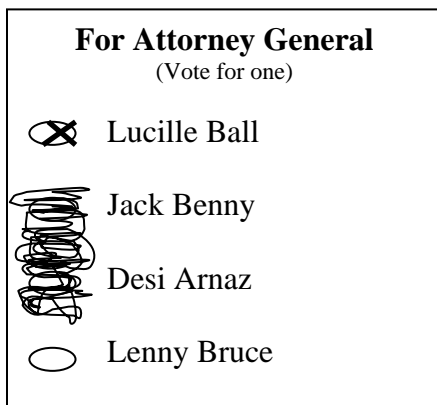 For Attorney General
(Vote for one)
Lucille Ball
Jack Benny
Desi Arnaz
Lenny Bruce